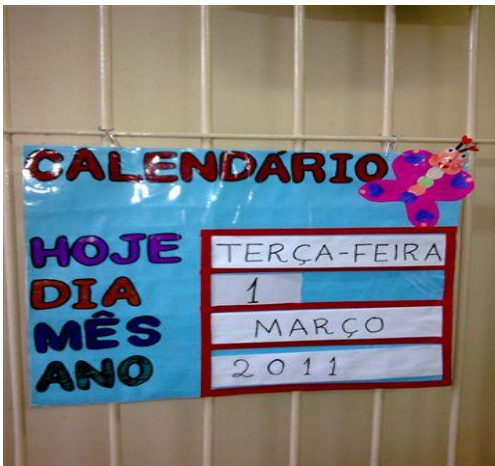 CALENDÁRIO
HOJE TERÇA-FEIRA
DIA 1
MÊS MARÇO
ANO 2011